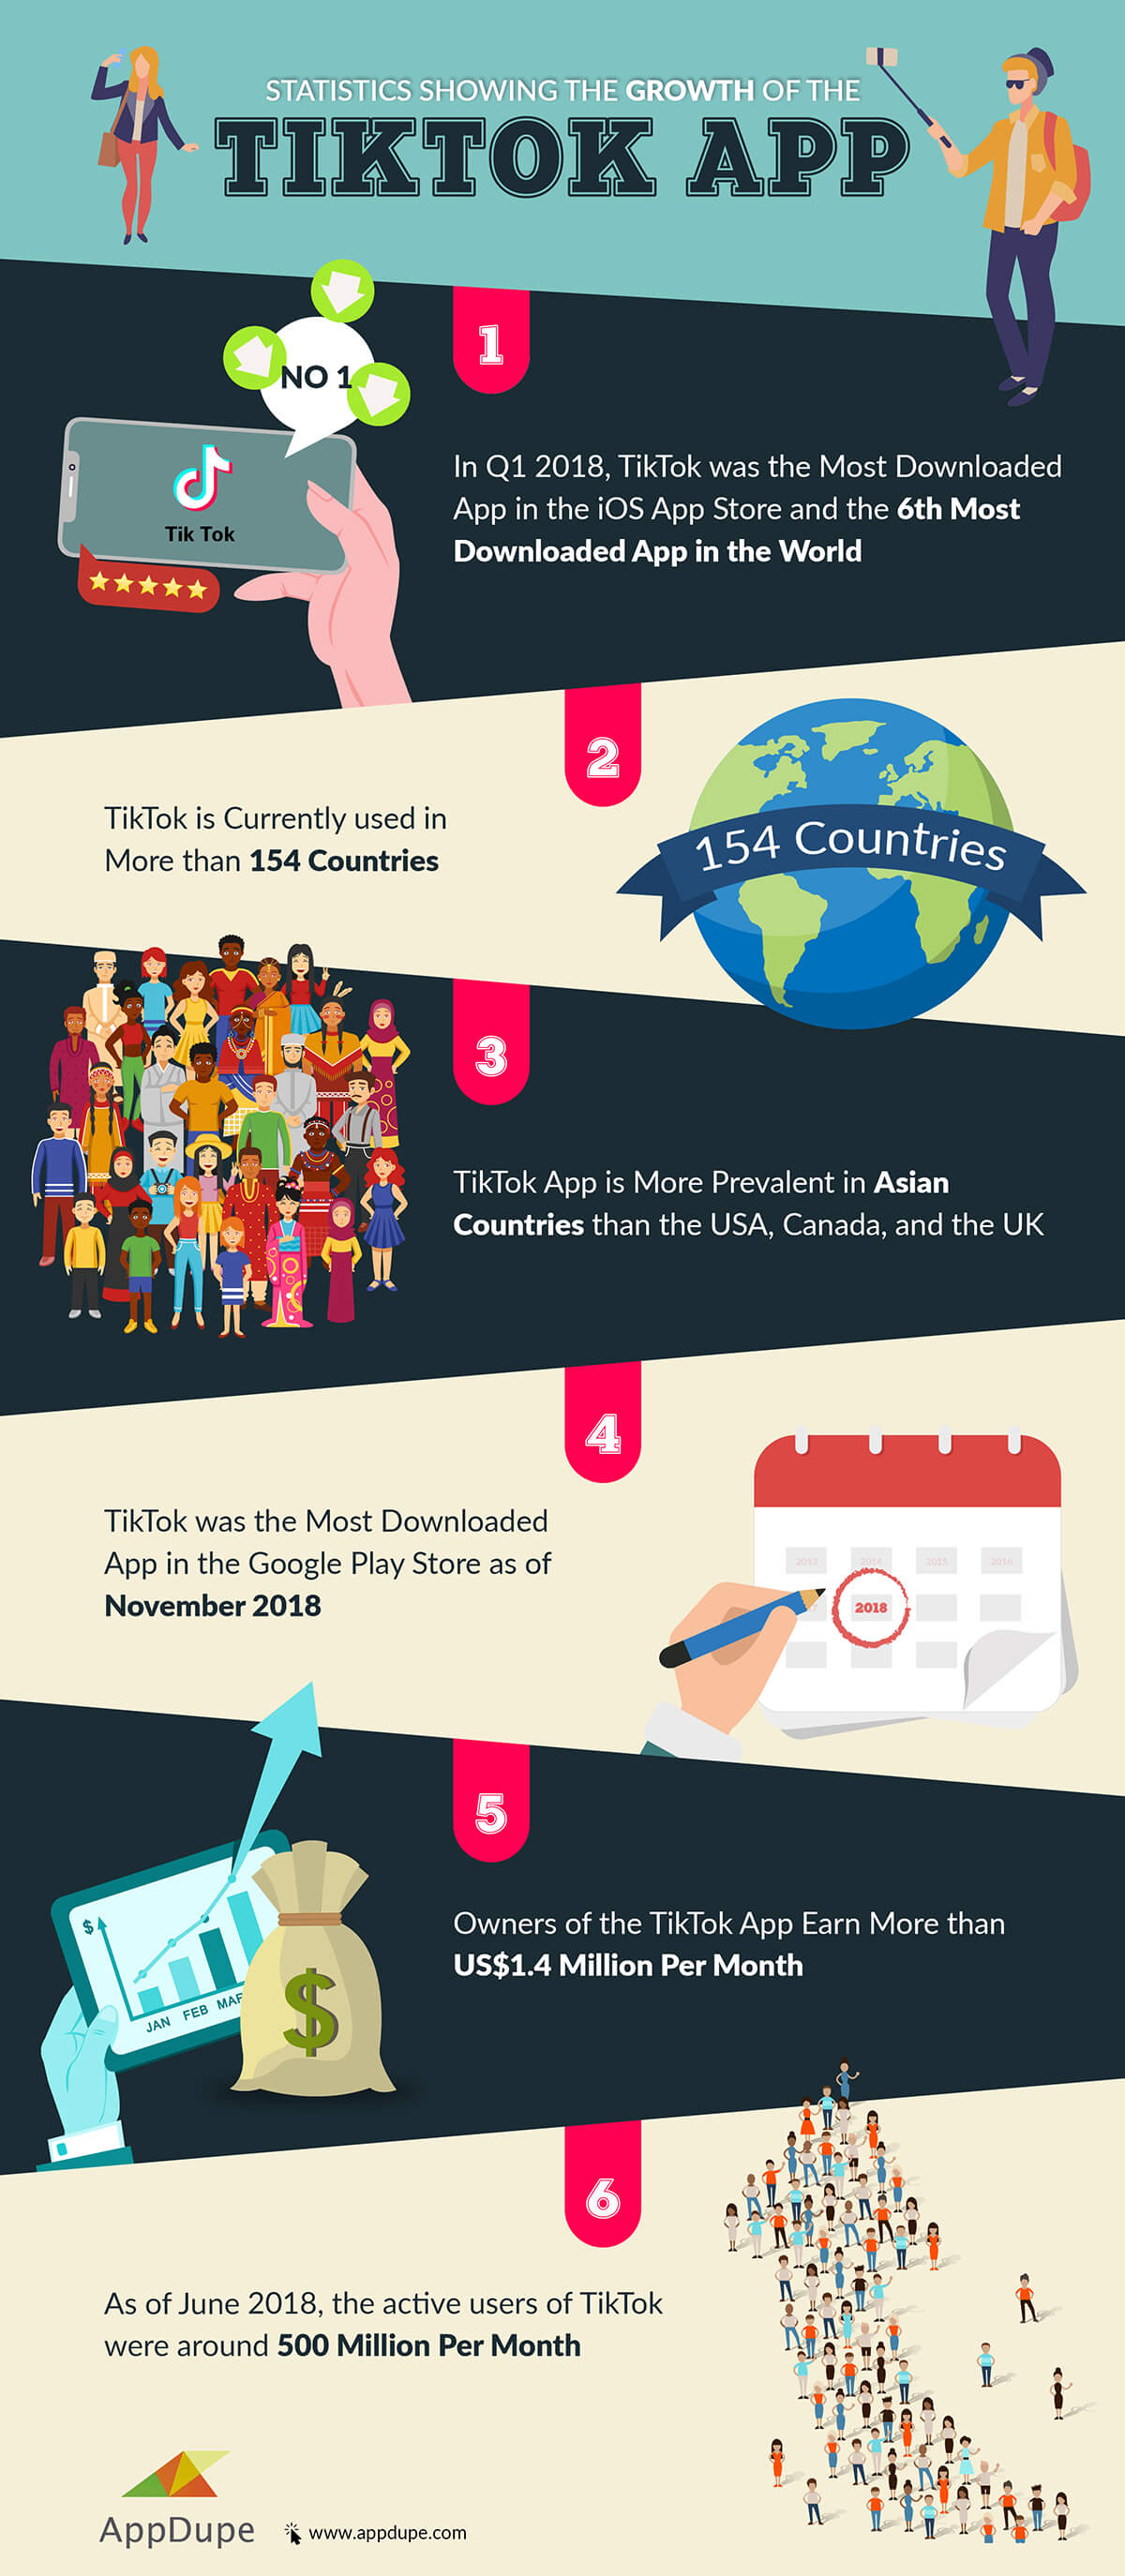 STATISTICS SHOWING THE GROWTH OF THE
TIKTOK APP
1
NO 1
Tik Tok
In Q1 2018, TikTok was the Most Downloaded
App in the iOS App Store and the 6th Most
Downloaded App in the World
2
TikTok is Currently used in
More than 154 Countries
154 Countries
3
TikTok App is More Prevalent in Asian
Countries than the USA, Canada, and the UK
4
TikTok was the Most Downloaded
App in the Google Play Store as of
November 2018
2013 2014 2015 2016
2018
5
$
JAN FEB MAR
$
Owners of the TikTok App Earn More than
US$1.4 Million Per Month
6
As of June 2018, the active users of TikTok
were around 500 Million Per Month
AppDupe
www.appdupe.com